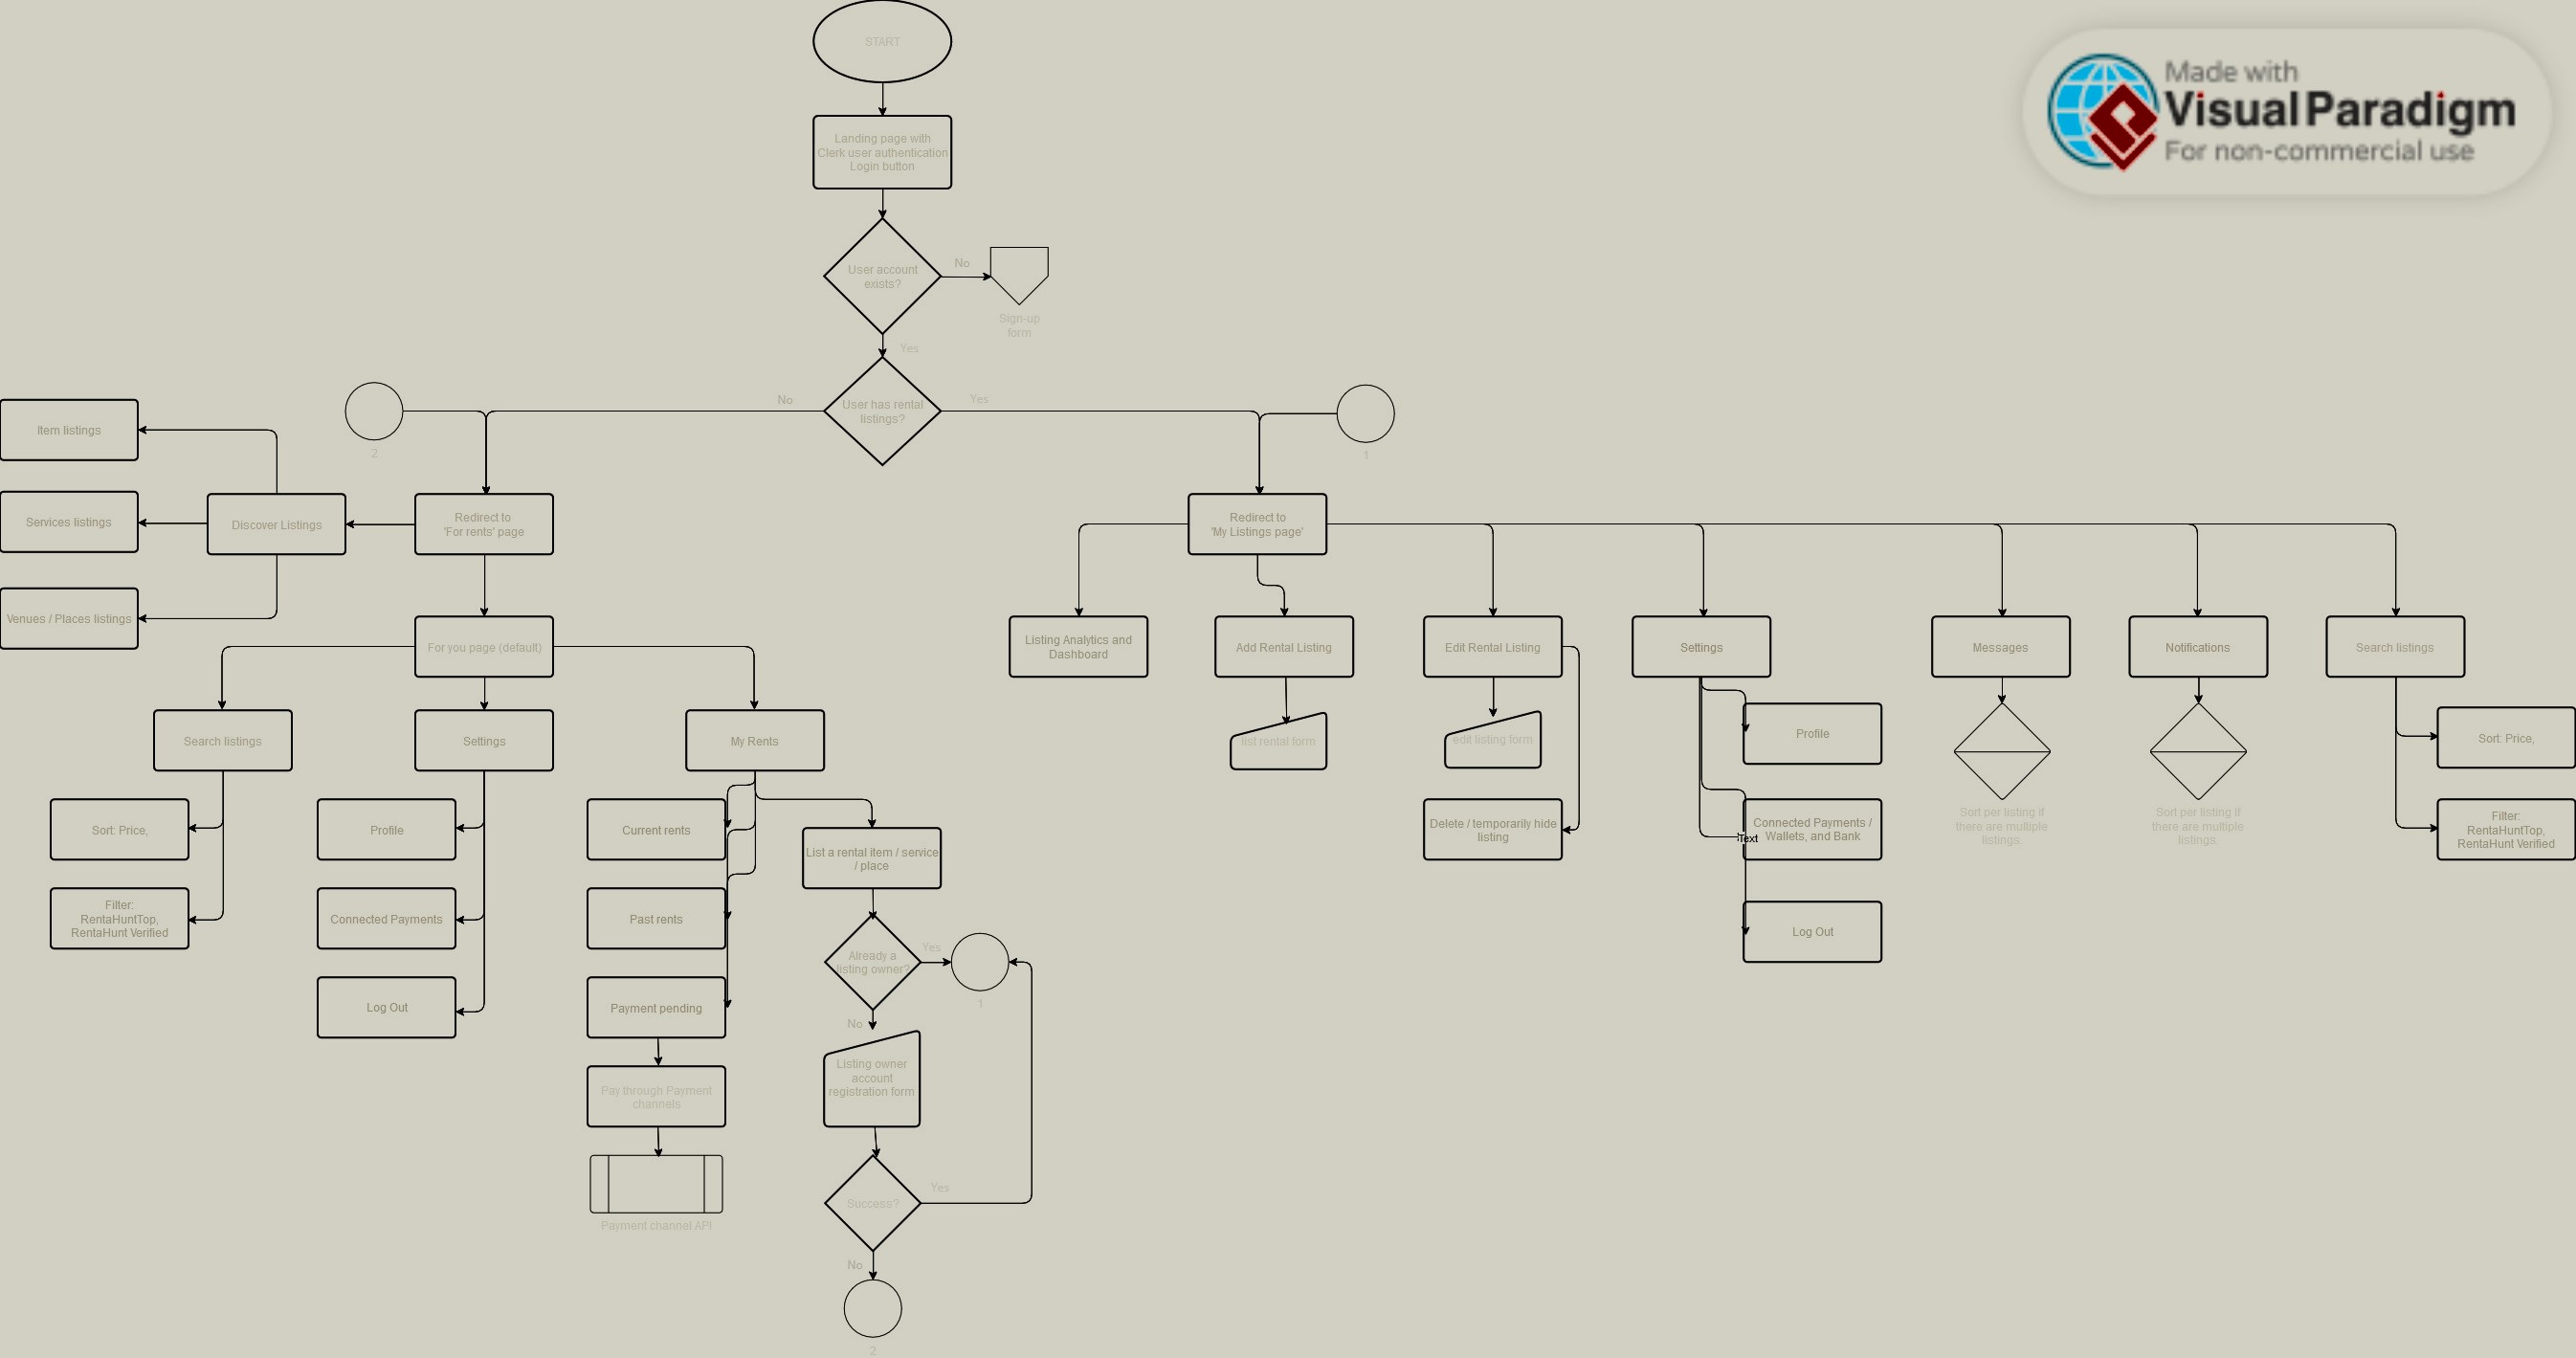 START
Made with
Visual Paradigm
For non-commercial use
Landing page with
Clerk user authentication
Login button
User account
exists?
No
Sign-up
form
Yes
User has rental
listings?
No
Yes
2
1
Item listings
Services listings
Discover Listings
Redirect to
'For rents' page
Redirect to
'My Listings page'
Venues / Places listings
For you page (default)
Listing Analytics and
Dashboard
Add Rental Listing
Edit Rental Listing
Settings
Messages
Notifications
Search listings
Search listings
Settings
My Rents
list rental form
edit listing form
Profile
Sort: Price,
Sort: Price,
Profile
Current rents
List a rental item / service
/ place
Delete / temporarily hide
listing
Connected Payments /
Wallets, and Bank
Text
Sort per listing if
there are multiple
listings.
Sort per listing if
there are multiple
listings.
Filter:
RentaHuntTop,
RentaHunt Verified
Filter:
RentaHuntTop,
RentaHunt Verified
Connected Payments
Past rents
Already a
listing owner?
Yes
1
Log Out
Log Out
Payment pending
No
Listing owner
account
registration form
Pay through Payment
channels
Payment channel API
Success?
Yes
No
2